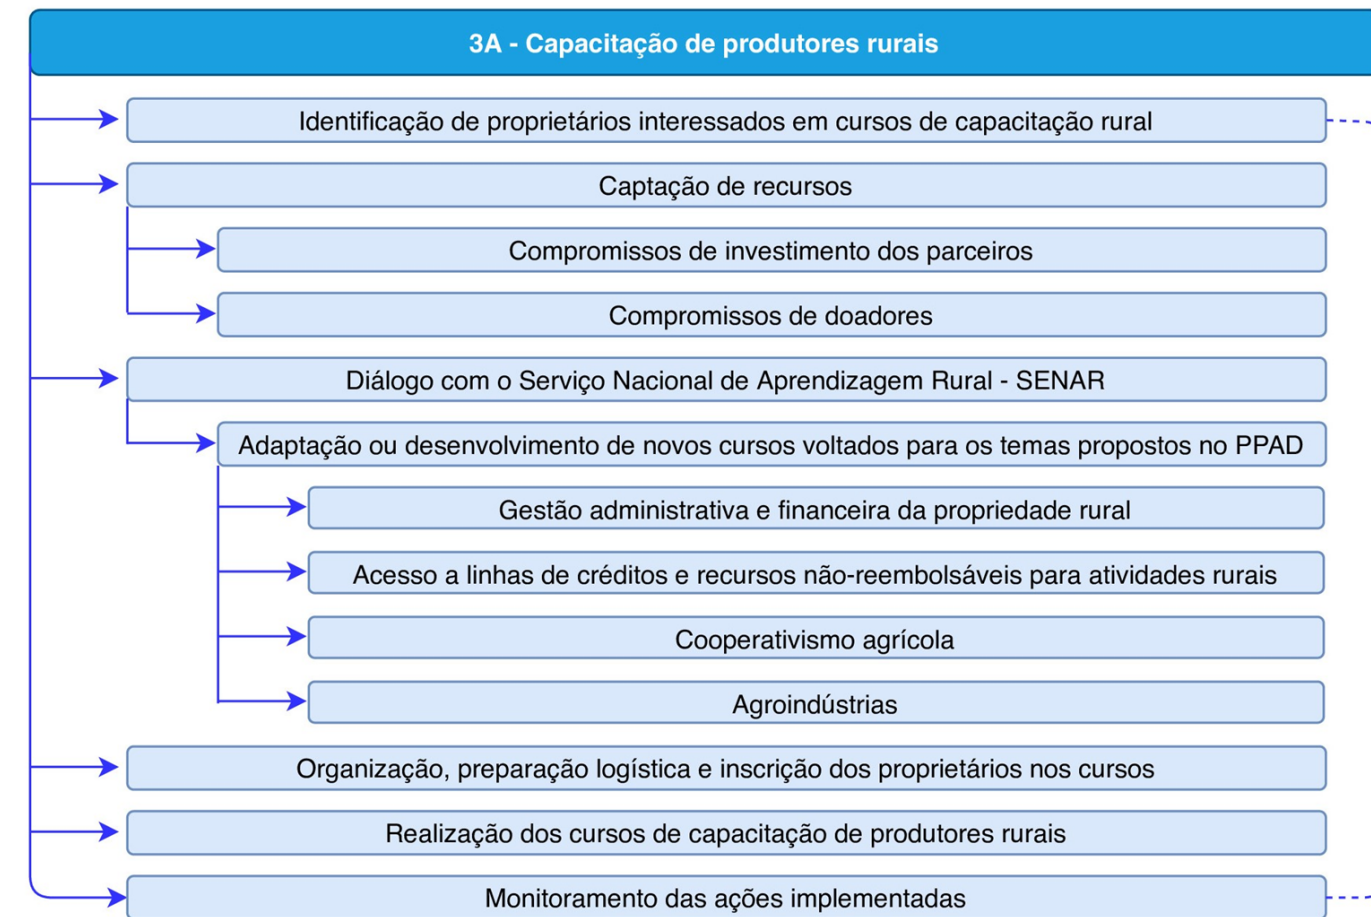 3A - Capacitação de produtores rurais
Identificação de proprietários interessados em cursos de capacitação rural
Captação de recursos
Compromissos de investimento dos parceiros
Compromissos de doadores
Diálogo com o Serviço Nacional de Aprendizagem Rural - SENAR
Adaptação ou desenvolvimento de novos cursos voltados para os temas propostos no PPAD
Gestão administrativa e financeira da propriedade rural
Acesso a linhas de créditos e recursos não-reembolsáveis para atividades rurais
Cooperativismo agrícola
Agroindústrias
Organização, preparação logística e inscrição dos proprietários nos cursos
Realização dos cursos de capacitação de produtores rurais
Monitoramento das ações implementadas